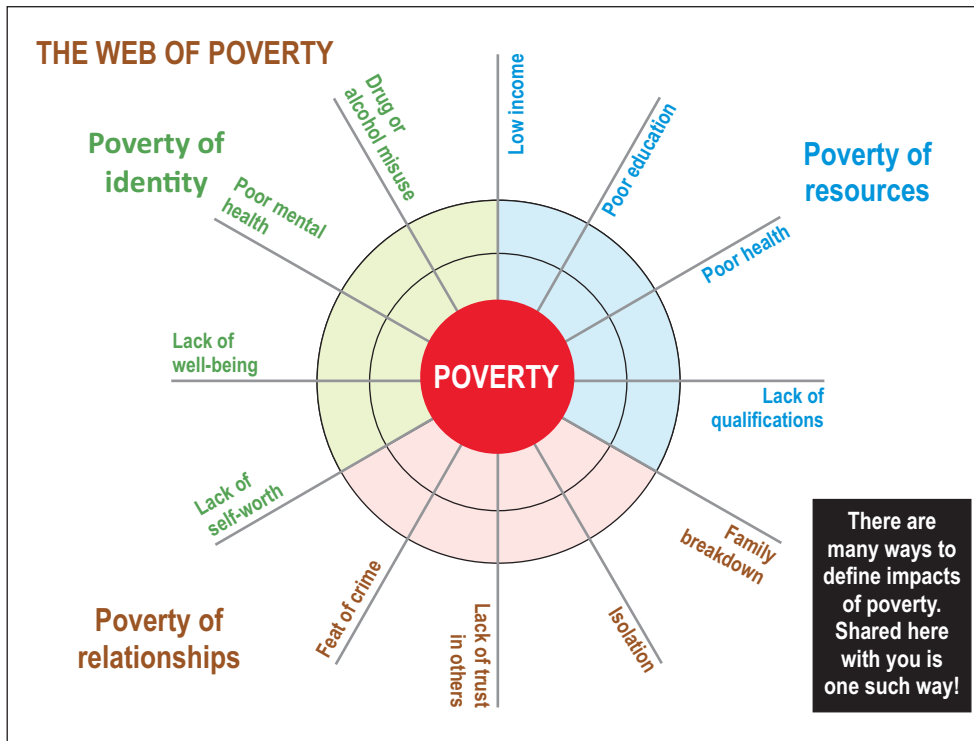 THE WEB OF POVERTY
Poverty of
identity
Drug or
alcohol misuse
Low income
Poor education
Poverty of
resources
Poor mental
health
Poor health
Lack of
well-being
POVERTY
Lack of
qualifications
Lack of
self-worth
Family
breakdown
Poverty of
relationships
Feat of crime
Lack of trust
in others
Isolation
There are
many ways to
define impacts
of poverty.
Shared here
with you is
one such way!